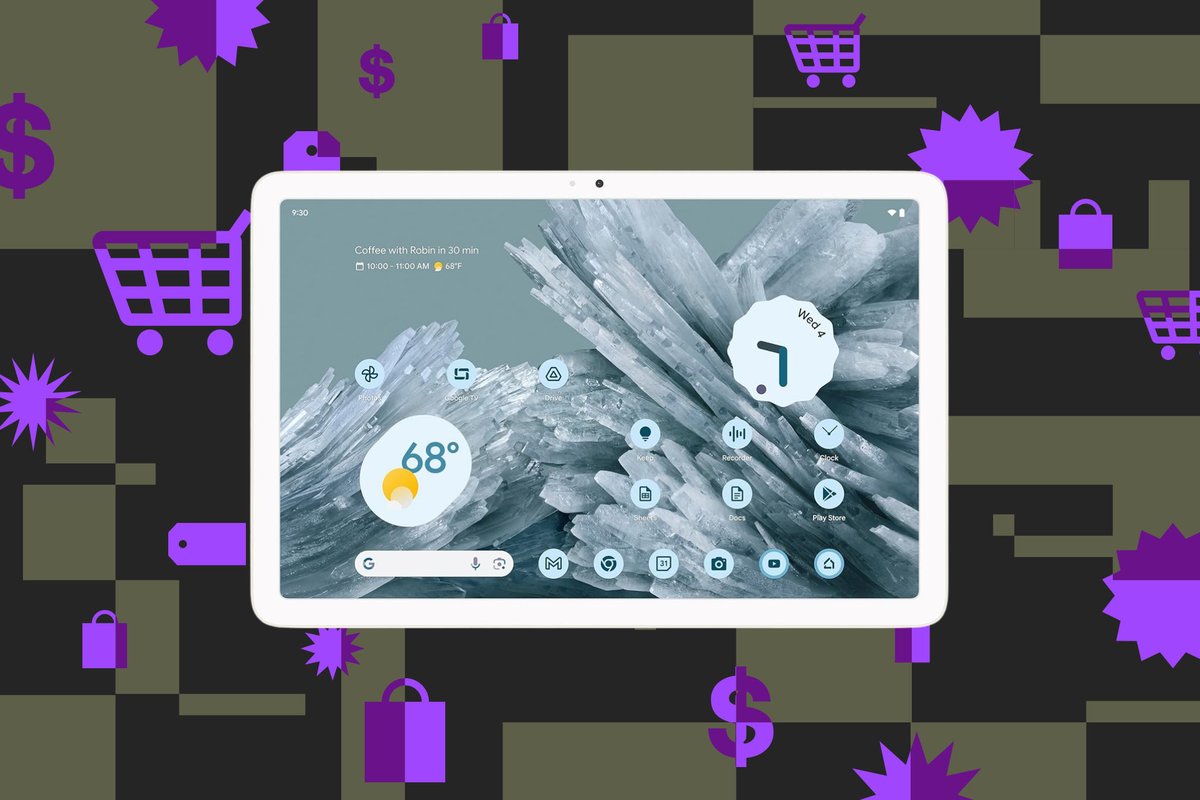 9:30
Coffee with Robin in 30 min
10:00 - 11:00 AM 68°F
Wed 4
Photos
Google TV
Drive
68°
Keep
Recorder
Clock
Sheets
Docs
Play Store
G
31
$
$
$